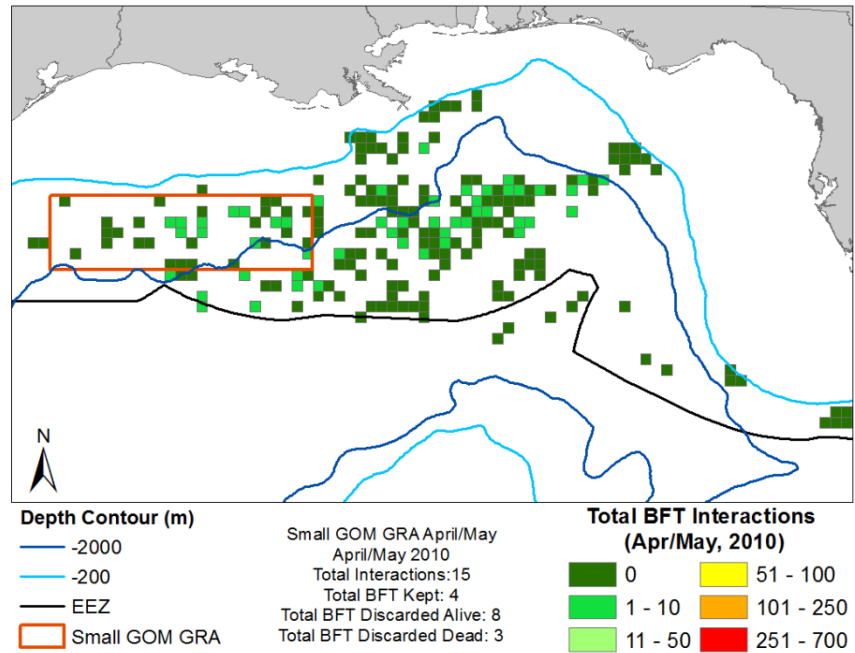 N
Depth Contour (m)
-2000
-200
EEZ
Small GOM GRA
Small GOM GRA April/May
April/May 2010
Total Interactions:15
Total BFT Kept: 4
Total BFT Discarded Alive: 8
Total BFT Discarded Dead: 3
Total BFT Interactions
(Apr/May, 2010)
0
1 - 10
11 - 50
51 - 100
101 - 250
251 - 700